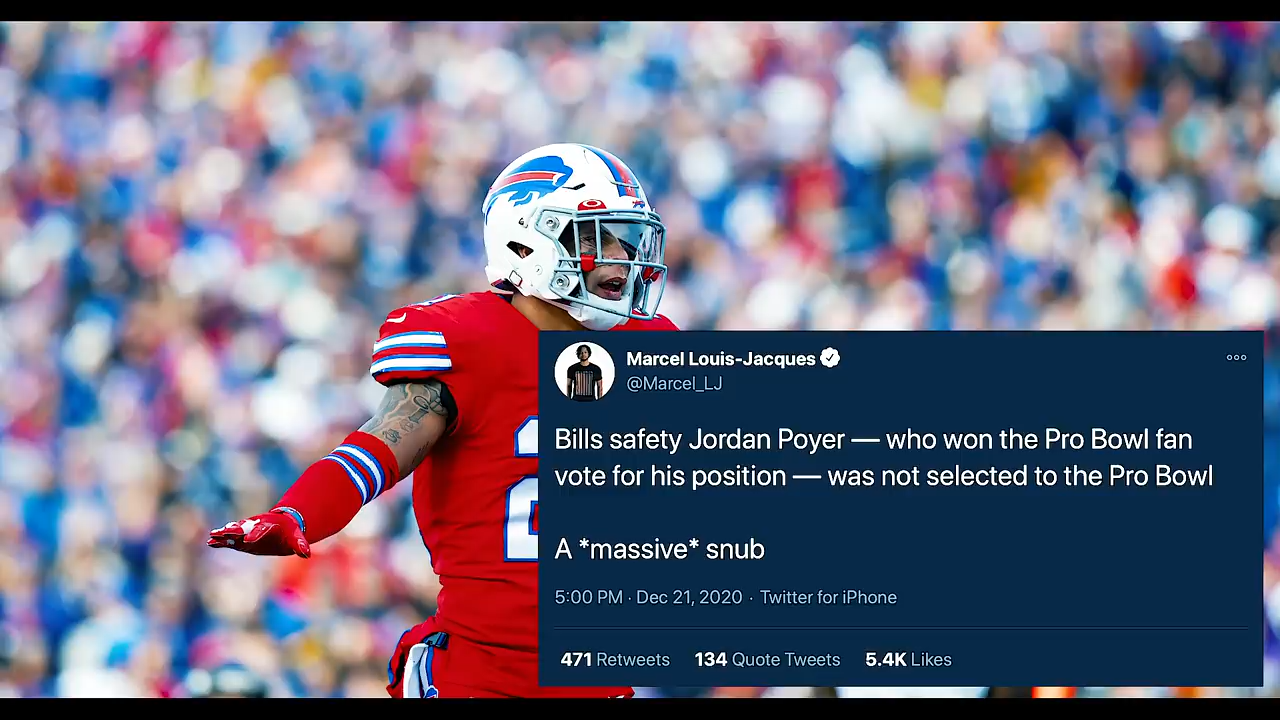 Marcel Louis-Jacques
@Marcel_LJ
Bills safety Jordan Poyer — who won the Pro Bowl fan
vote for his position — was not selected to the Pro Bowl
A *massive* snub
5:00 PM · Dec 21, 2020 · Twitter for iPhone
471 Retweets 134 Quote Tweets 5.4K Likes